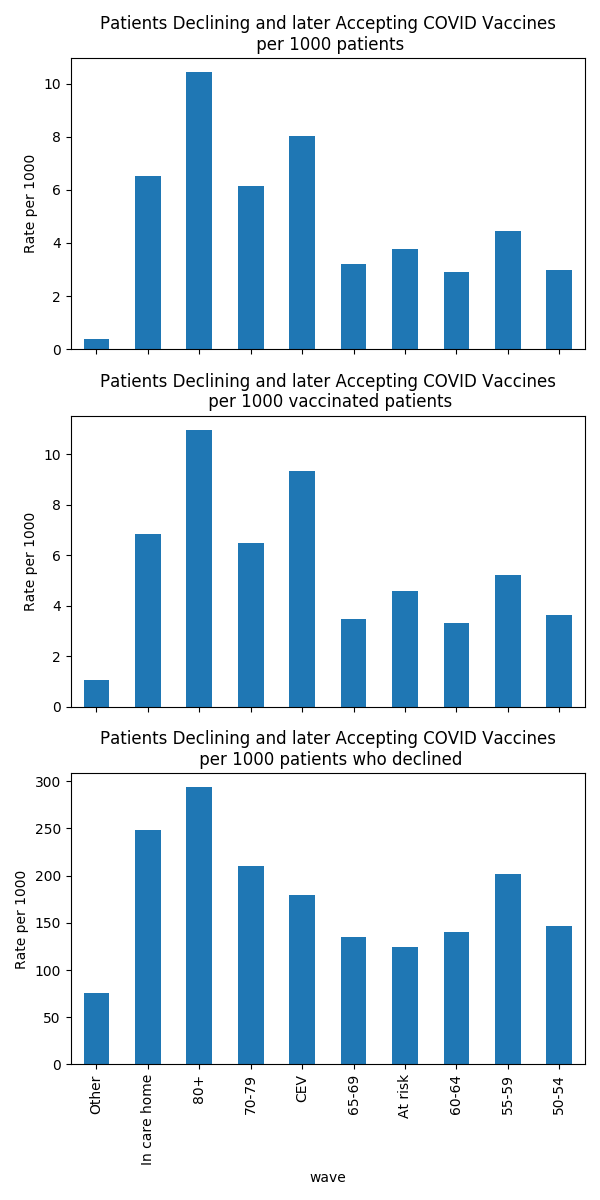 Patients Declining and later Accepting COVID Vaccines
per 1000 patients
10
8
6
4
2
0
Rate per 1000
Patients Declining and later Accepting COVID Vaccines
per 1000 vaccinated patients
10
8
6
4
2
0
Rate per 1000
Patients Declining and later Accepting COVID Vaccines
per 1000 patients who declined
300
250
200
150
100
50
0
Rate per 1000
Other
In care home
80+
70-79
CEV
65-69
At risk
60-64
55-59
50-54
wave